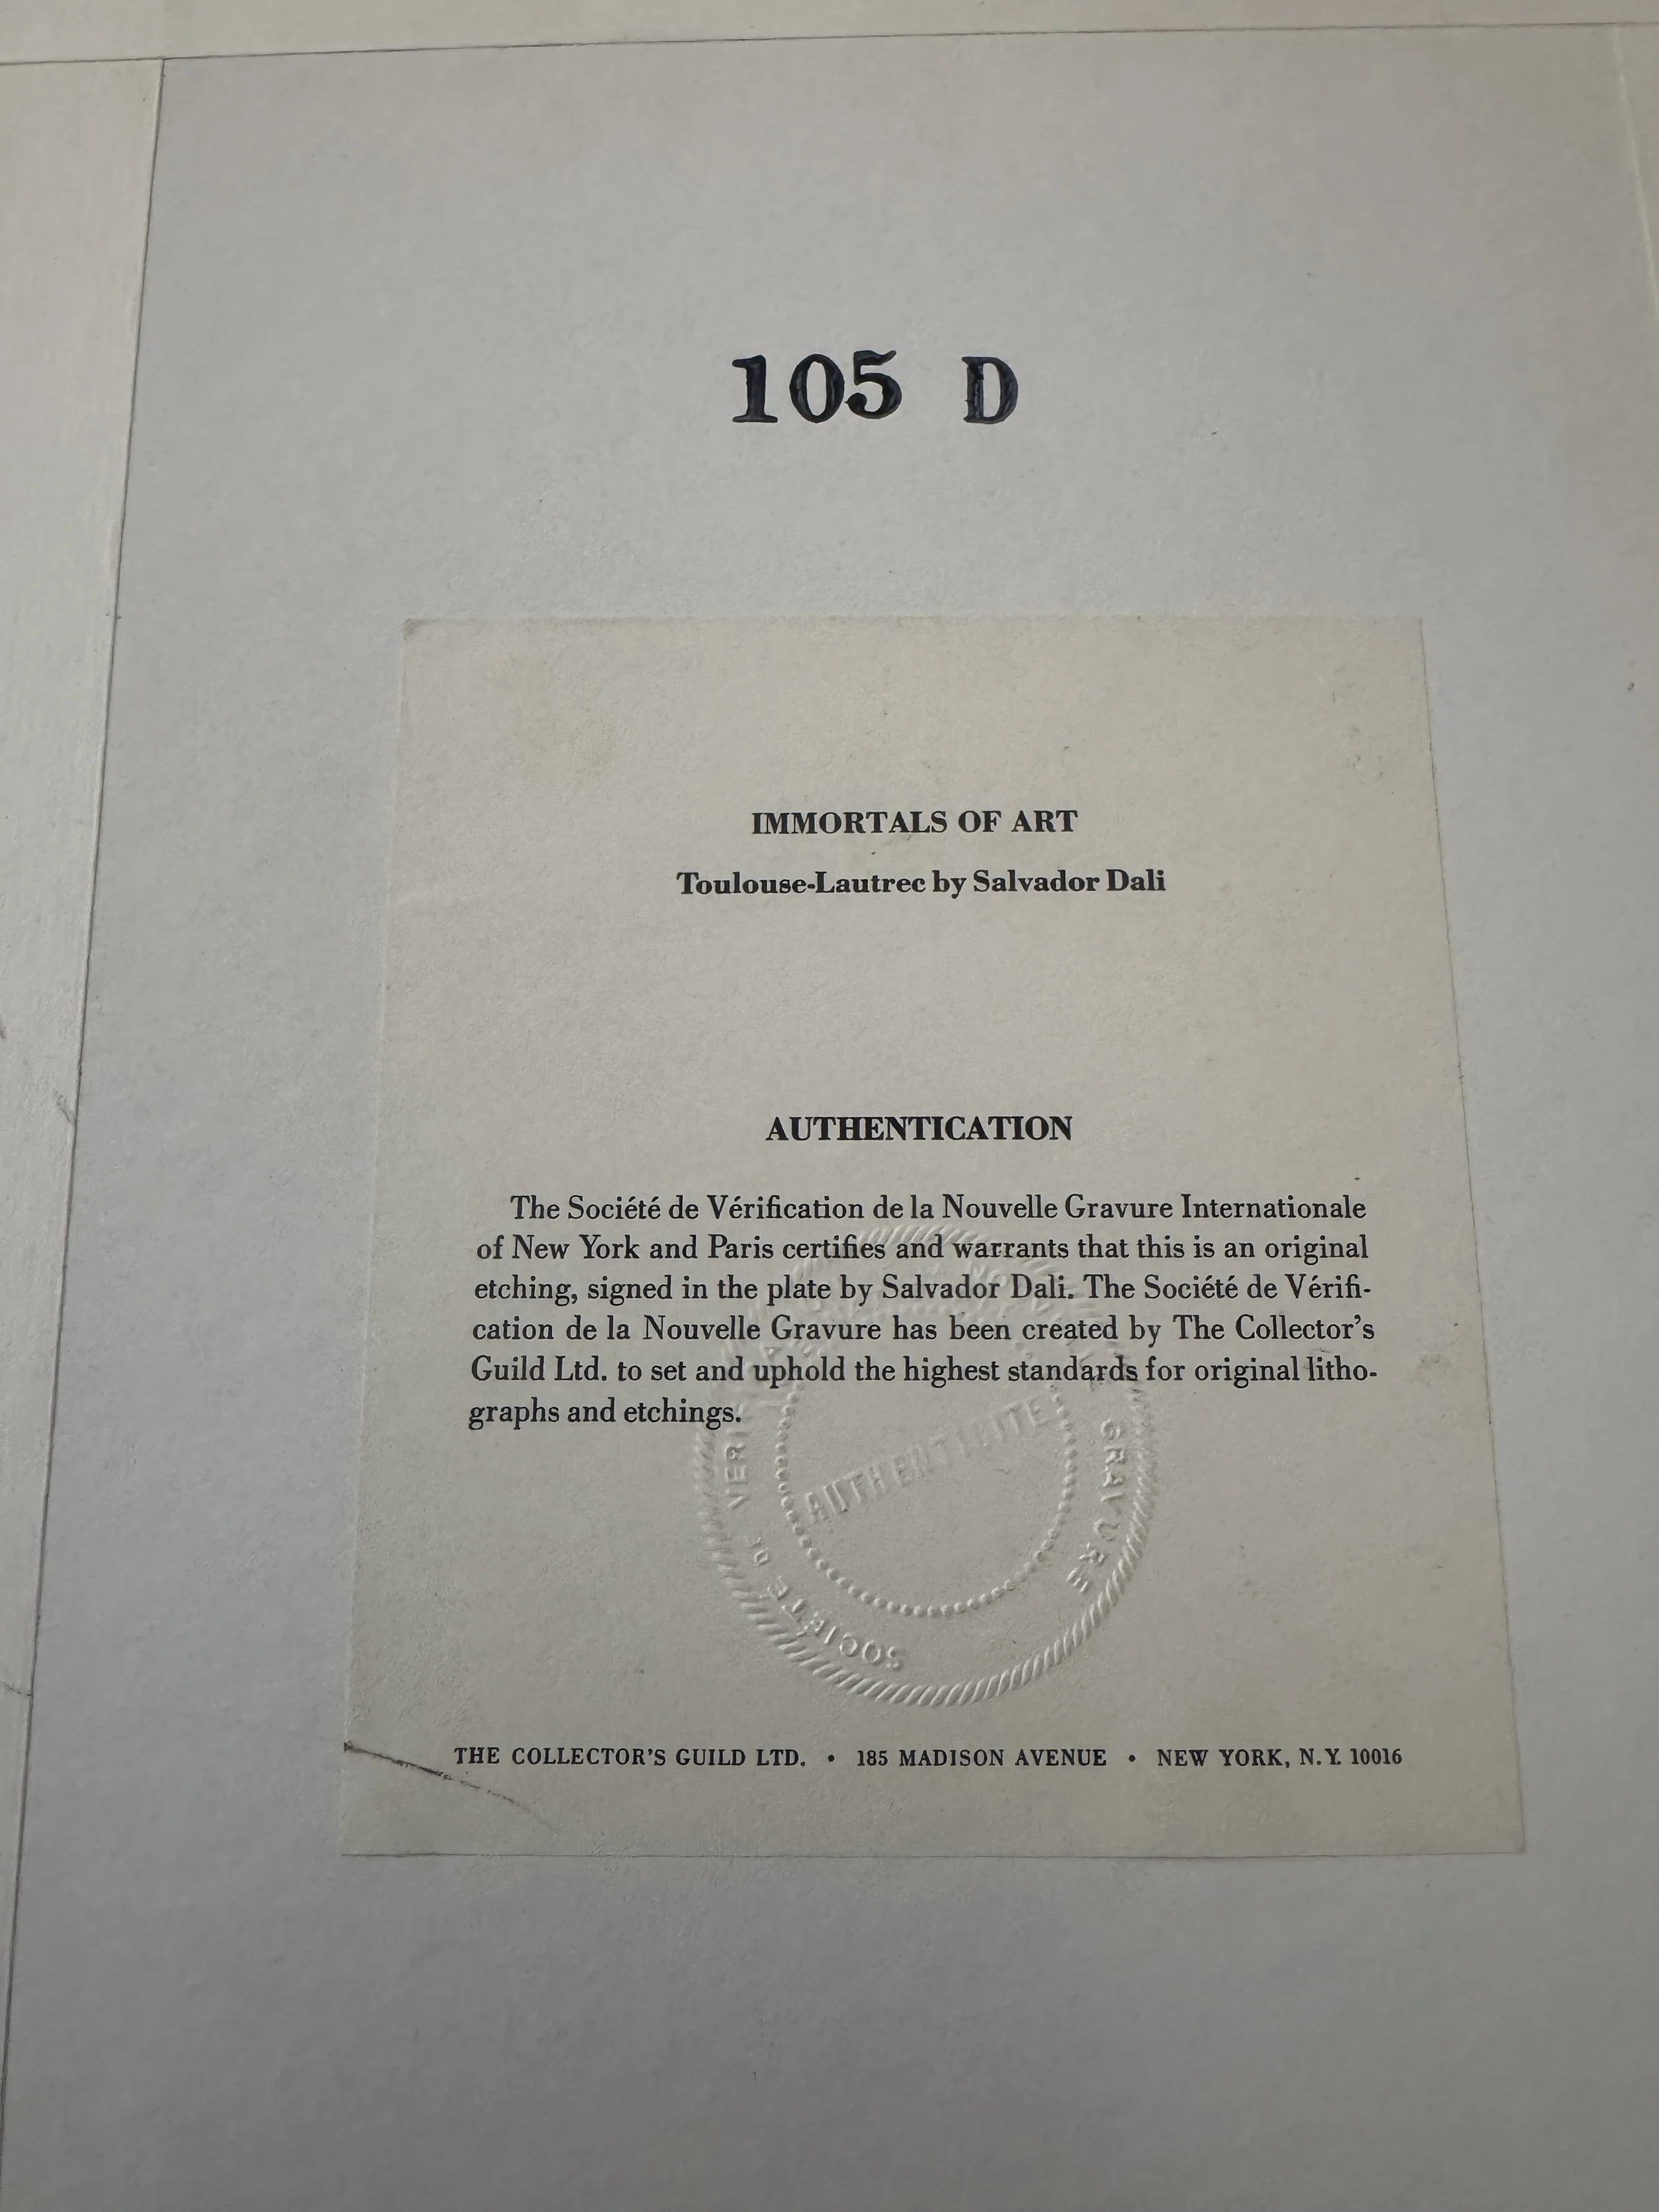 105 D
IMMORTALS OF ART
Toulouse-Lautrec by Salvador Dali
AUTHENTICATION
The Société de Vérification de la Nouvelle Gravure Internationale
of New York and Paris certifies and warrants that this is an original
etching, signed in the plate by Salvador Dali. The Société de Vérifi-
cation de la Nouvelle Gravure has been created by The Collector's
Guild Ltd. to set and uphold the highest standards for original litho-
graphs and etchings.
SOCIETE DE GRAVURE
AUTHENTICITE
THE COLLECTOR'S GUILD LTD. • 185 MADISON AVENUE • NEW YORK, N.Y. 10016